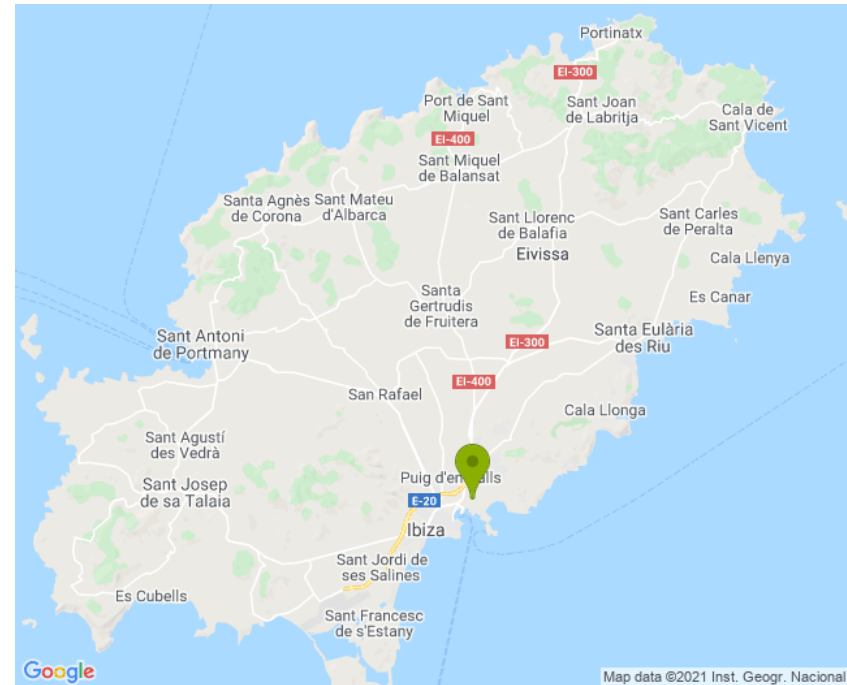 Portinatx
EI-300
Port de Sant
Miquel
Sant Joan
de Labritja
Cala de
Sant Vicent
EI-400
Sant Miquel
de Balansat
Santa Agnès
de Corona
Sant Mateu
d'Albarca
Sant Llorenc
de Balafia
Sant Carles
de Peralta
Eivissa
Cala Llenya
Santa
Gertrudis
de Fruitera
Es Canar
Sant Antoni
de Portmany
Santa Eulària
des Riu
EI-300
EI-400
San Rafael
Cala Llonga
Sant Agustí
des Vedrà
Puig d'en
Sant Josep
de sa Talaia
E-20
Ibiza
Sant Jordi de
ses Salines
Es Cubells
Sant Francesc
de s'Estany
Google
Map data ©2021 Inst. Geogr. Nacional